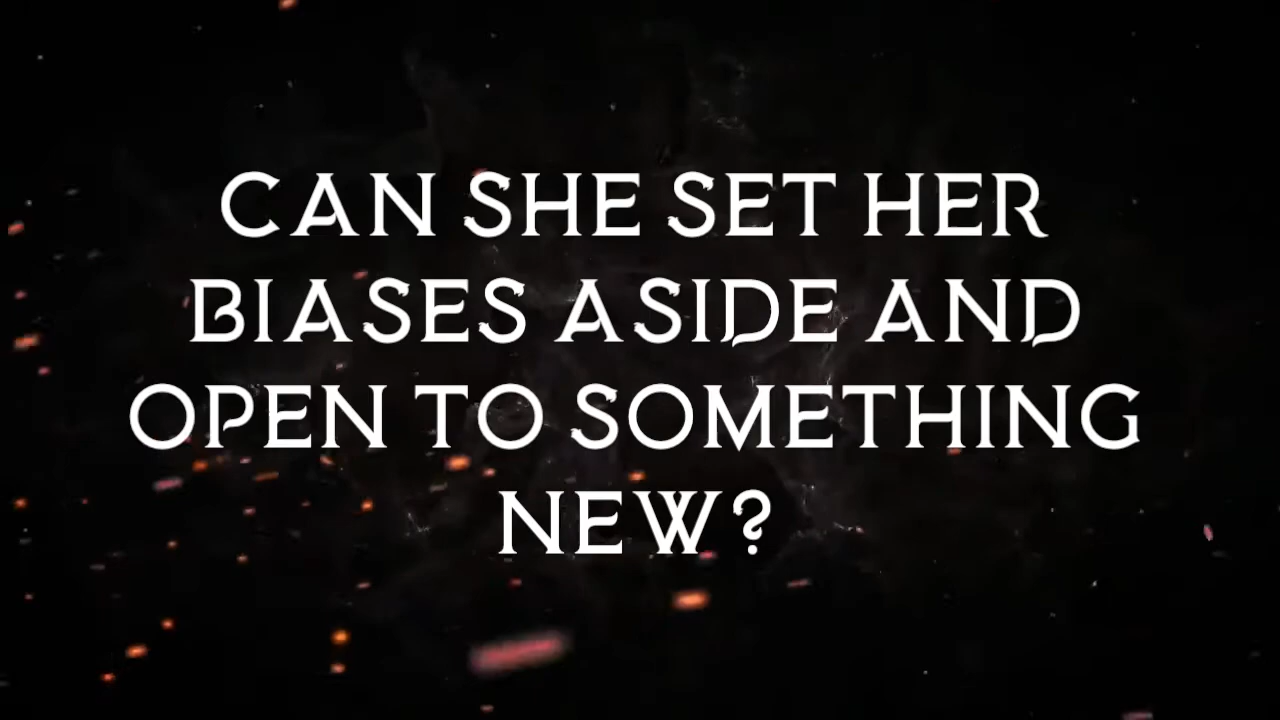 CAN SHE SET HER
BIASES ASIDE AND
OPEN TO SOMETHING
NEW?